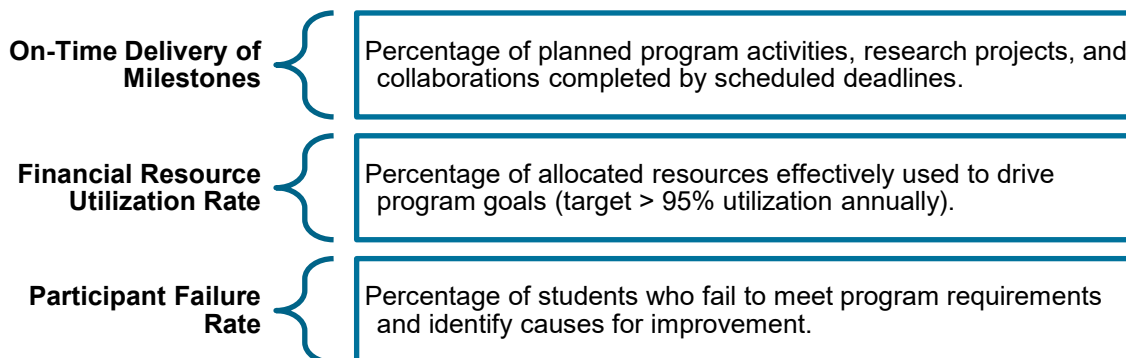 On-Time Delivery of
Milestones
Percentage of planned program activities, research projects, and
collaborations completed by scheduled deadlines.
Financial Resource
Utilization Rate
Percentage of allocated resources effectively used to drive
program goals (target > 95% utilization annually).
Participant Failure
Rate
Percentage of students who fail to meet program requirements
and identify causes for improvement.